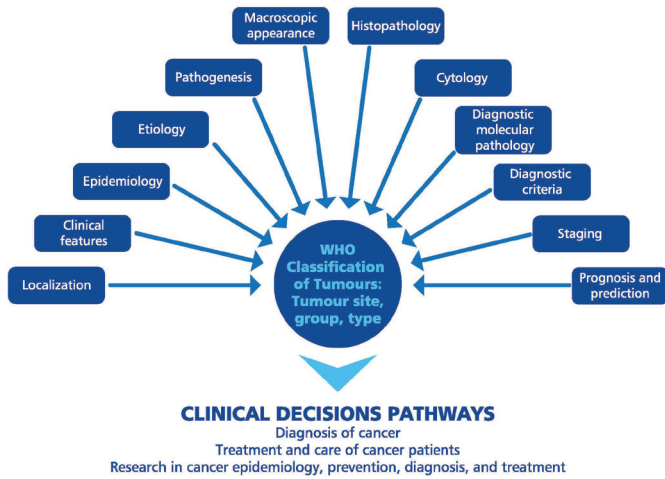 Macroscopic
appearance
Histopathology
Pathogenesis
Cytology
Etiology
Diagnostic
molecular
pathology
Epidemiology
Diagnostic
criteria
Clinical
features
Staging
Localization
Prognosis and
prediction
WHO
Classification
of Tumours:
Tumour site,
group, type
CLINICAL DECISIONS PATHWAYS
Diagnosis of cancer
Treatment and care of cancer patients
Research in cancer epidemiology, prevention, diagnosis, and treatment